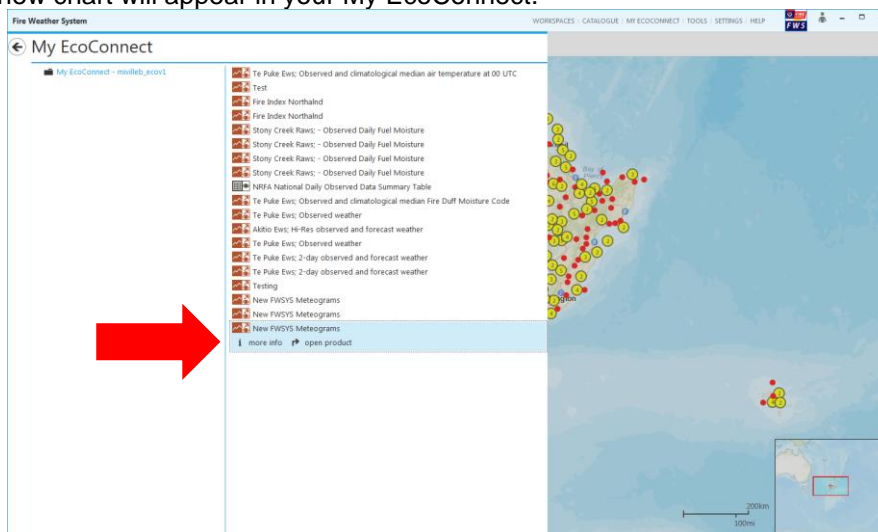 now chart will appear in your My EcoConnect.
Fire Weather System
WORKSPACES CATALOGUE MY ECOCONNECT TOOLS SETTINGS HELP
FWS
My EcoConnect
My EcoConnect - miville b_ecov1
Te Puke Ews; Observed and climatological median air temperature at 00 UTC
Test
Fire Index Northalnd
Fire Index Northalnd
Stony Creek Raws; - Observed Daily Fuel Moisture
Stony Creek Raws; - Observed Daily Fuel Moisture
Stony Creek Raws; - Observed Daily Fuel Moisture
Stony Creek Raws; - Observed Daily Fuel Moisture
NRFA National Daily Observed Data Summary Table
Te Puke Ews; Observed and climatological median Fire Duff Moisture Code
Te Puke Ews; Observed weather
Akitio Ews; Hi-Res observed and forecast weather
Te Puke Ews; Observed weather
Te Puke Ews; 2-day observed and forecast weather
Te Puke Ews; 2-day observed and forecast weather
Testing
New FWSYS Meteograms
New FWSYS Meteograms
New FWSYS Meteograms
more info open product
Bay of
200km
100mi